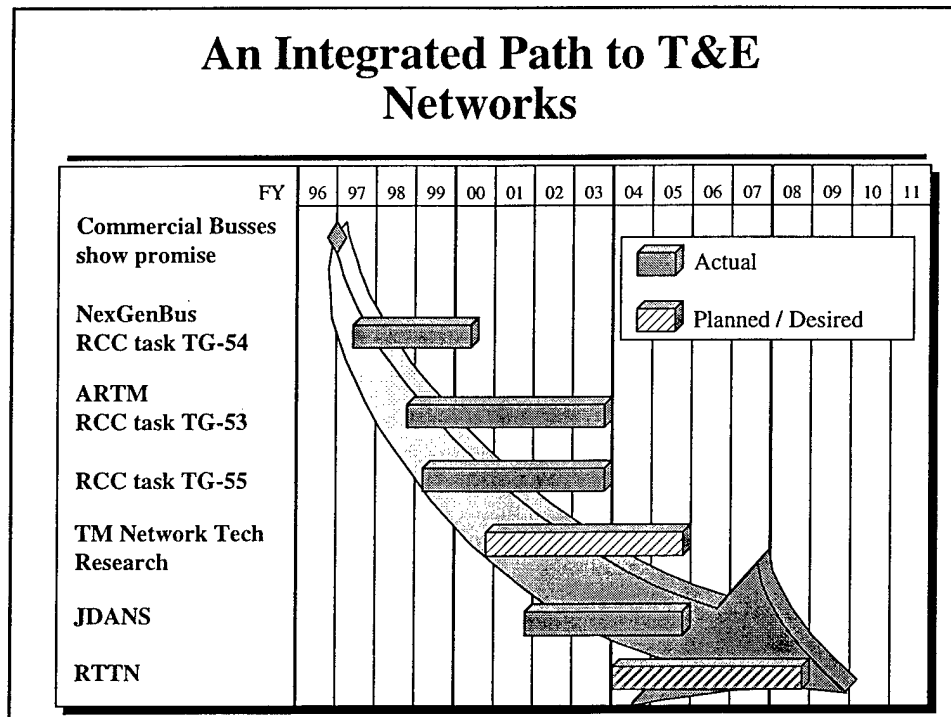 An Integrated Path to T&E
Networks
FY 96 97 98 99 00 01 02 03 04 05 06 07 08 09 10 11
Commercial Busses
show promise
Actual
Planned / Desired
NexGenBus
RCC task TG-54
ARTM
RCC task TG-53
RCC task TG-55
TM Network Tech
Research
JDANS
RTTN